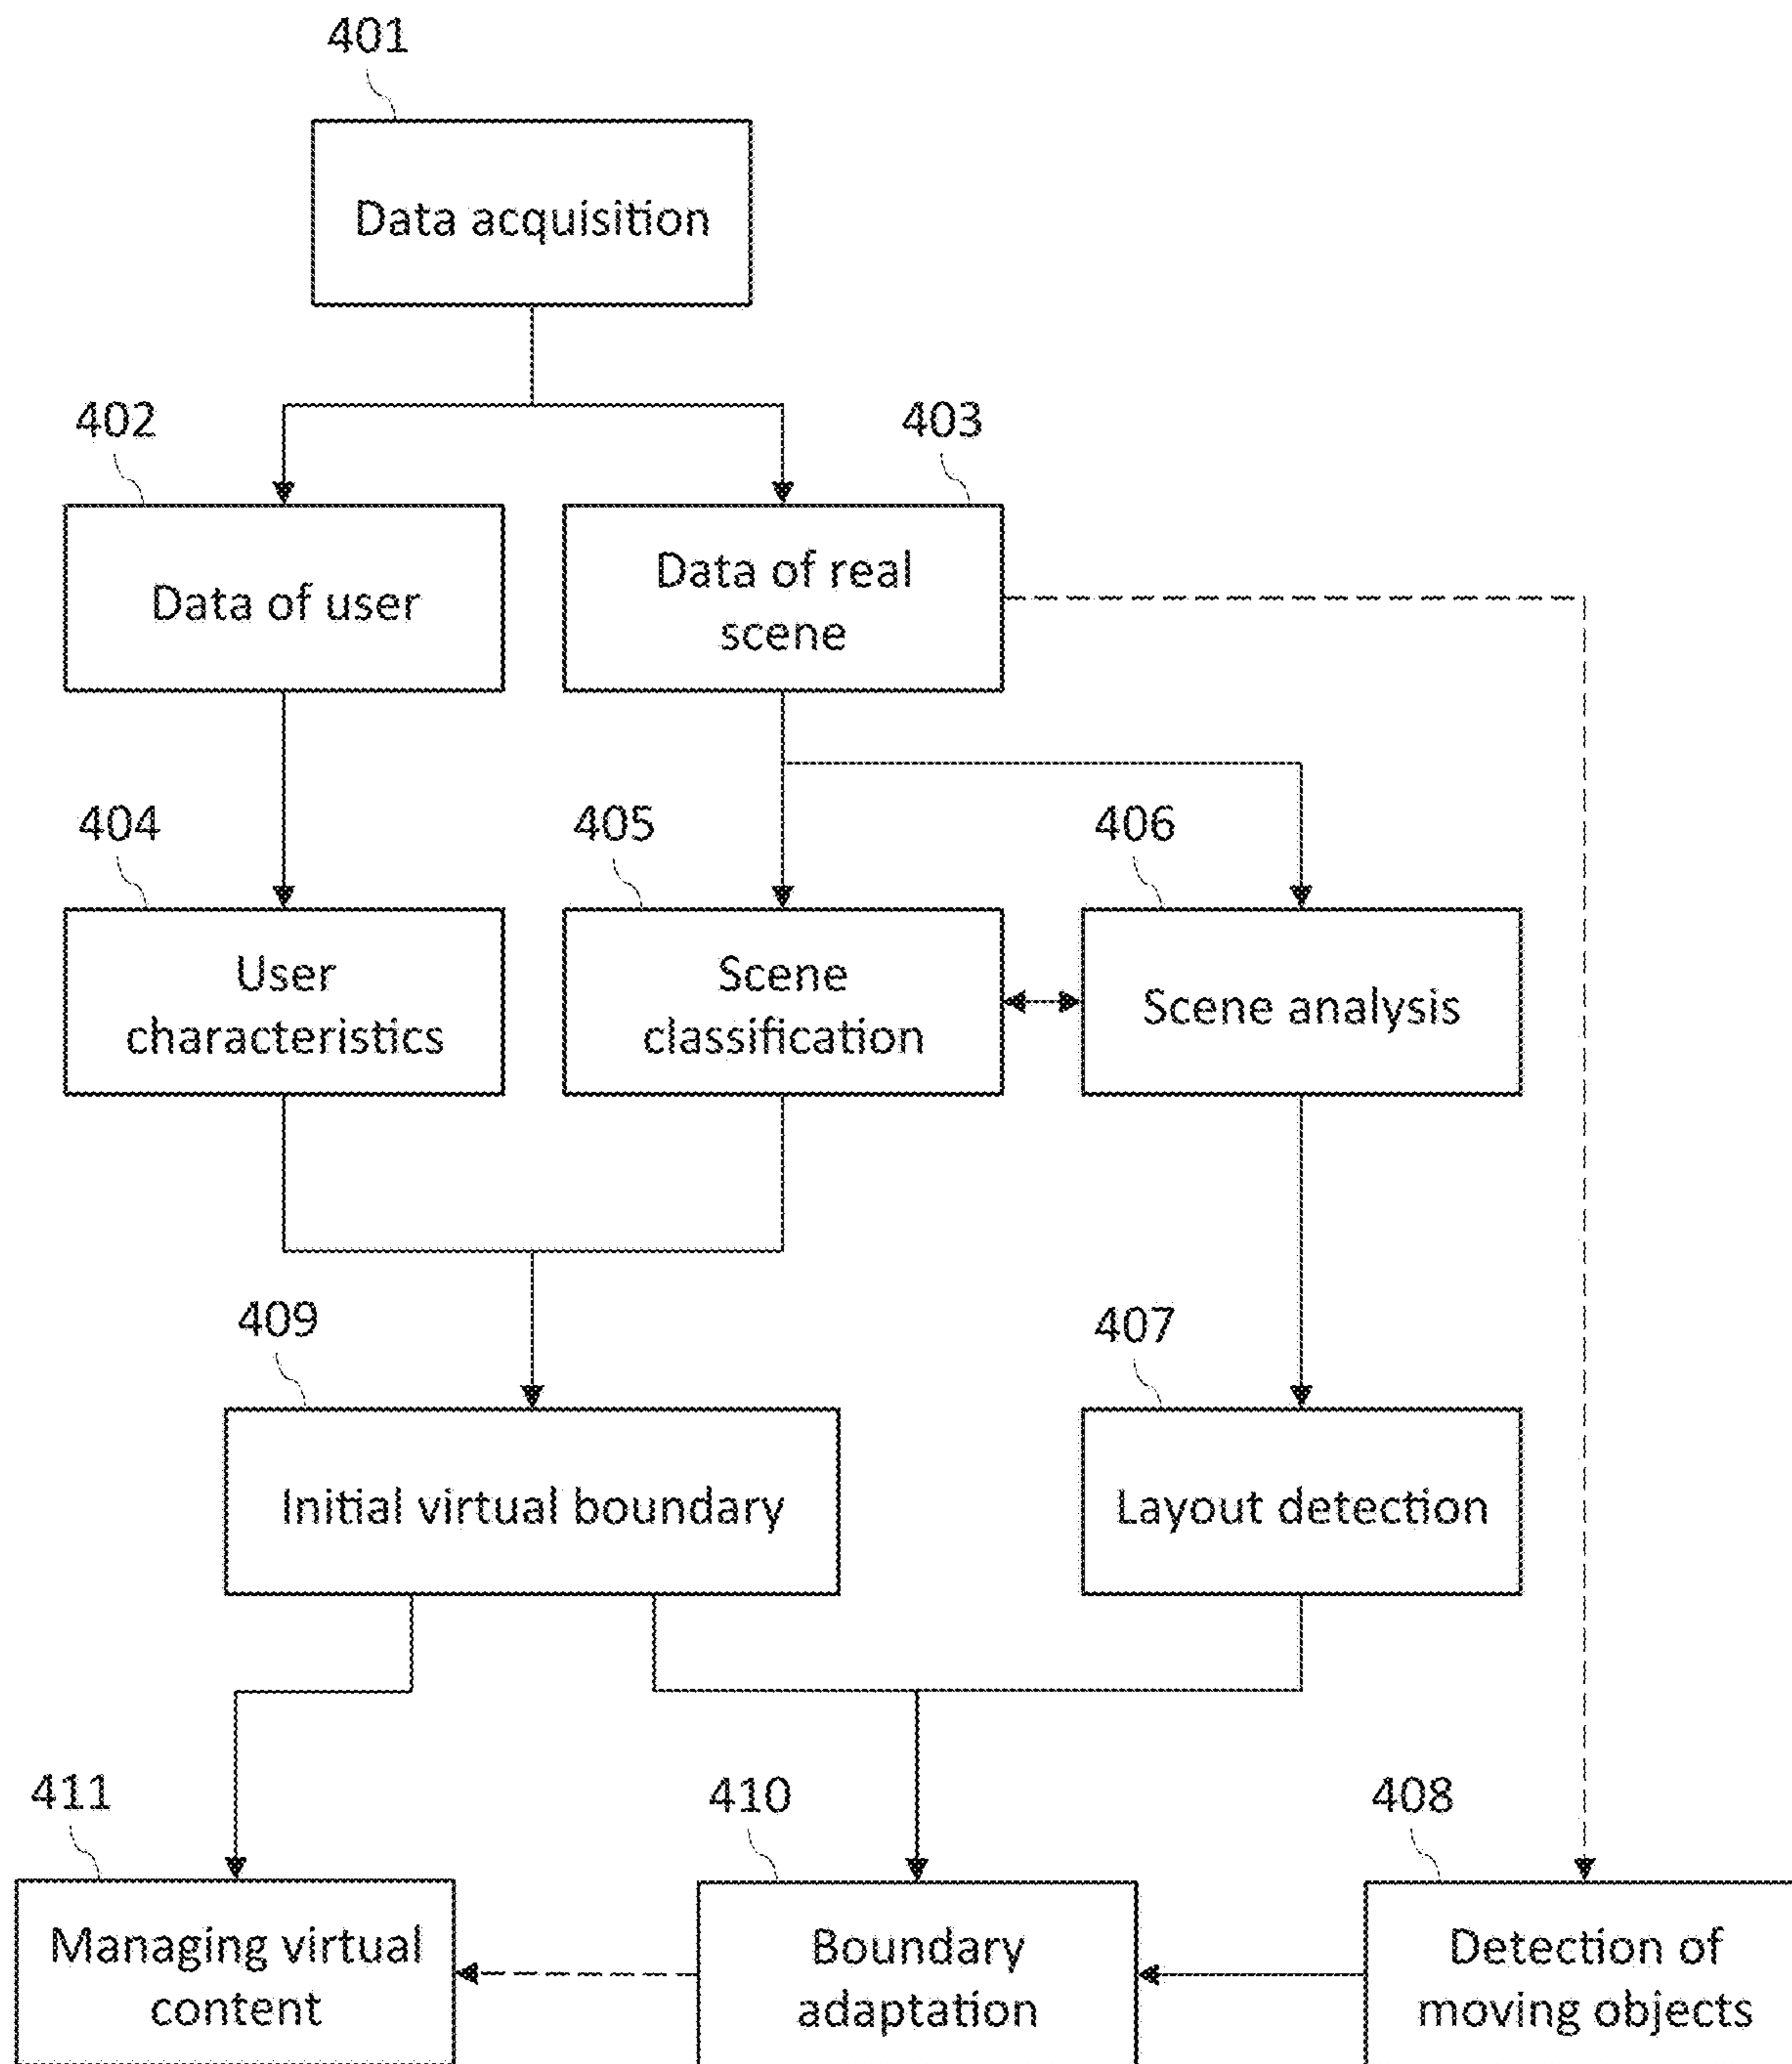 401
Data acquisition
402
403
Data of user
Data of real
scene
404
405
406
User
characteristics
Scene
classification
Scene analysis
409
407
Initial virtual boundary
Layout detection
411
410
408
Managing virtual
content
Boundary
adaptation
Detection of
moving objects